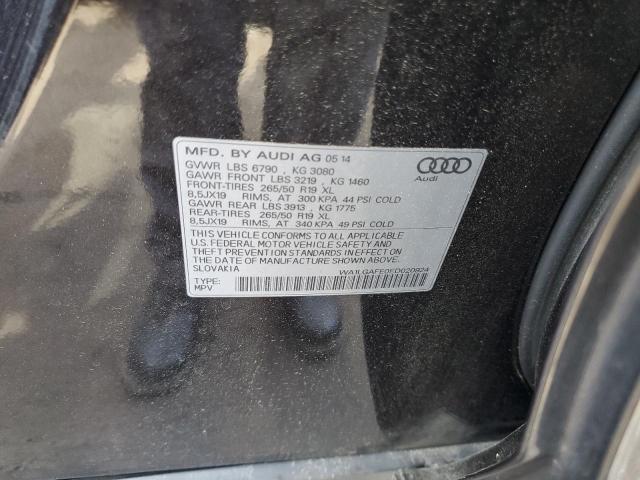 MFD. BY AUDI AG 05 14
GVWR LBS 6790 , KG 3080
GAWR FRONT LBS 3219 , KG 1460
FRONT-TIRES 265/50 R19 XL
8,5JX19 RIMS, AT 300 KPA 44 PSI COLD
GAWR REAR LBS 3913 , KG 1775
REAR-TIRES 265/50 R19 XL
8,5JX19 RIMS, AT 340 KPA 49 PSI COLD
THIS VEHICLE CONFORMS TO ALL APPLICABLE
U.S. FEDERAL MOTOR VEHICLE SAFETY AND
THEFT PREVENTION STANDARDS IN EFFECT ON
THE DATE OF MANUFACTURE SHOWN ABOVE
SLOVAKIA
WA1LGAFE0FD020924
TYPE:
MPV
Audi